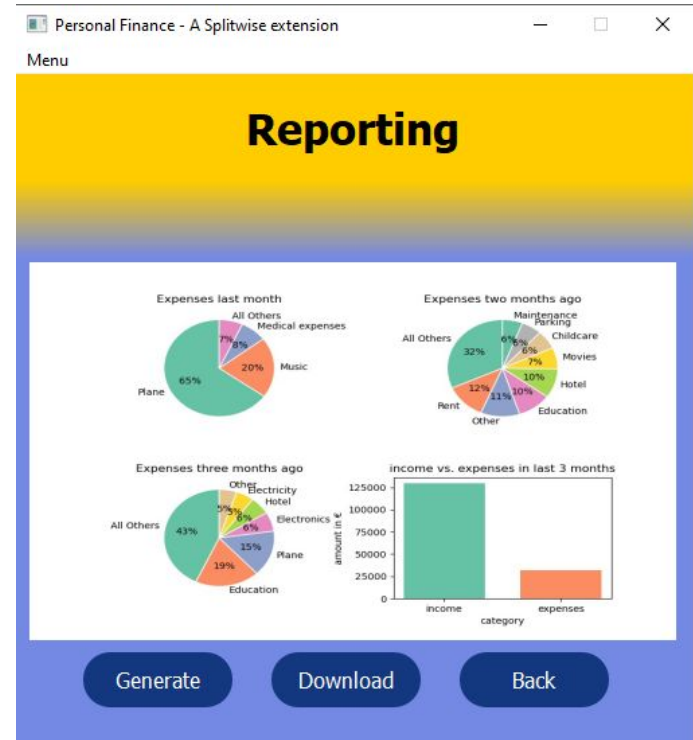 Personal Finance - A Splitwise extension
Menu
Reporting
Expenses last month
All Others
Medical expenses
7%
8%
20%
Music
65%
Plane
Expenses two months ago
Maintenance
Parking
Childcare
All Others
6%
6%
6%
32%
7%
Movies
10%
Hotel
12%
11%
10%
Rent
Other
Education
Expenses three months ago
Other
Electricity
Hotel
5%
5%
6%
Electronics
All Others
43%
6%
15%
Plane
19%
Education
income vs. expenses in last 3 months
125000
100000
75000
50000
25000
0
amount in €
income
expenses
category
Generate
Download
Back